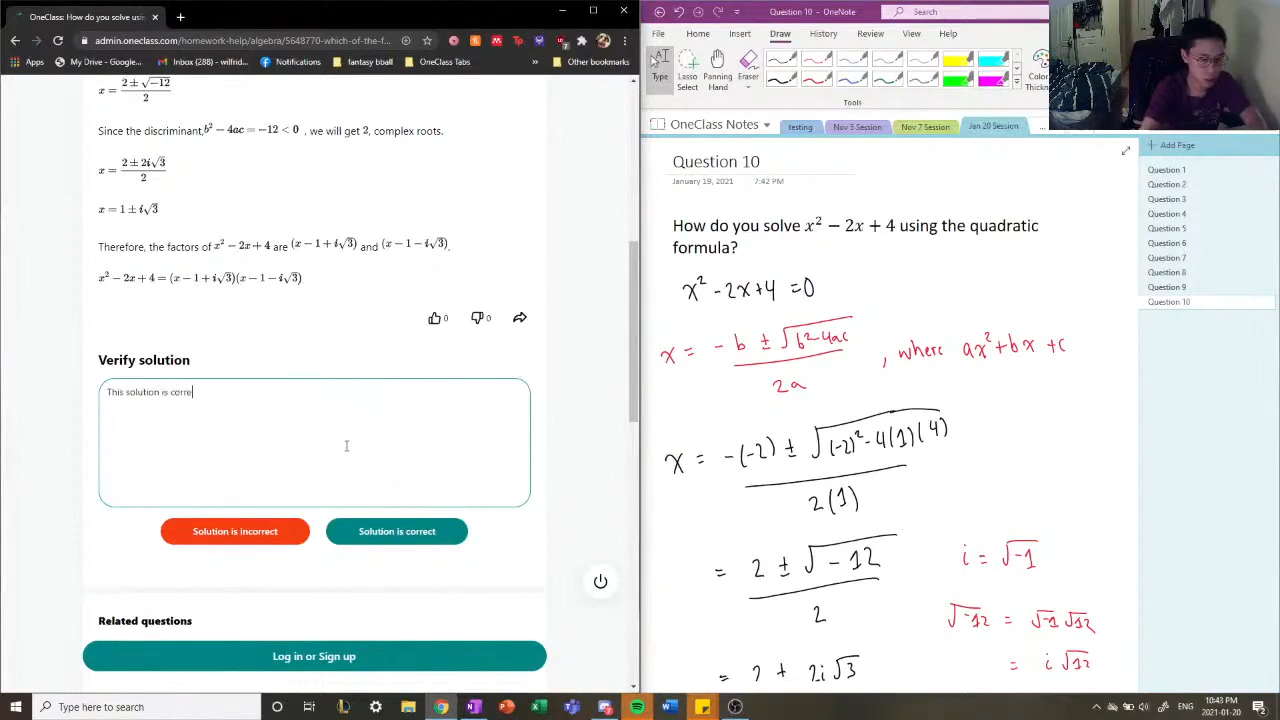 OneClass: How do you solve
admin.oneclass.com/homework-help/algebra/5648770-which-of-the-f
Apps
My Drive - Google...
Inbox (28) - wilfrid...
fantasy bball
OneClass Tabs
Other bookmarks
x = (2 ± √-12)/2
Since the discriminant b² − 4ac = −12 < 0, we will get 2, complex roots.
x = (2 ± 2i√3)/2
x = 1 ± i√3
Therefore, the factors of x² − 2x + 4 are (x − 1 + i√3) and (x − 1 − i√3).
x² − 2x + 4 = (x − 1 + i√3)(x − 1 − i√3)
0
0
Verify solution
This solution is corre
Solution is incorrect
Solution is correct
Related questions
Log in or Sign up
Question 10 - OneNote
Search
File
Home
Insert
Draw
History
Review
View
Help
Type
Lasso
Select
Panning
Hand
Eraser
Color
Thickn
Tools
OneClass Notes
testing
Nov 5 Session
Nov 7 Session
Jan 20 Session
Add Page
Question 1
Question 2
Question 3
Question 4
Question 5
Question 6
Question 7
Question 8
Question 9
Question 10
Question 10
January 19, 2021 7:42 PM
How do you solve x² − 2x + 4 using the quadratic
formula?
x² - 2x + 4 = 0
x = (-b ± √(b² - 4ac))/2a , where ax² + bx + c
x = (-(-2) ± √((-2)² - 4(1)(4)))/2(1)
= (2 ± √-12)/2
i = √-1
√-12 = √-1 √12
= i √12
= 2 ± 2i√3
Type here to search
ENG
10:43 PM
2021-01-20